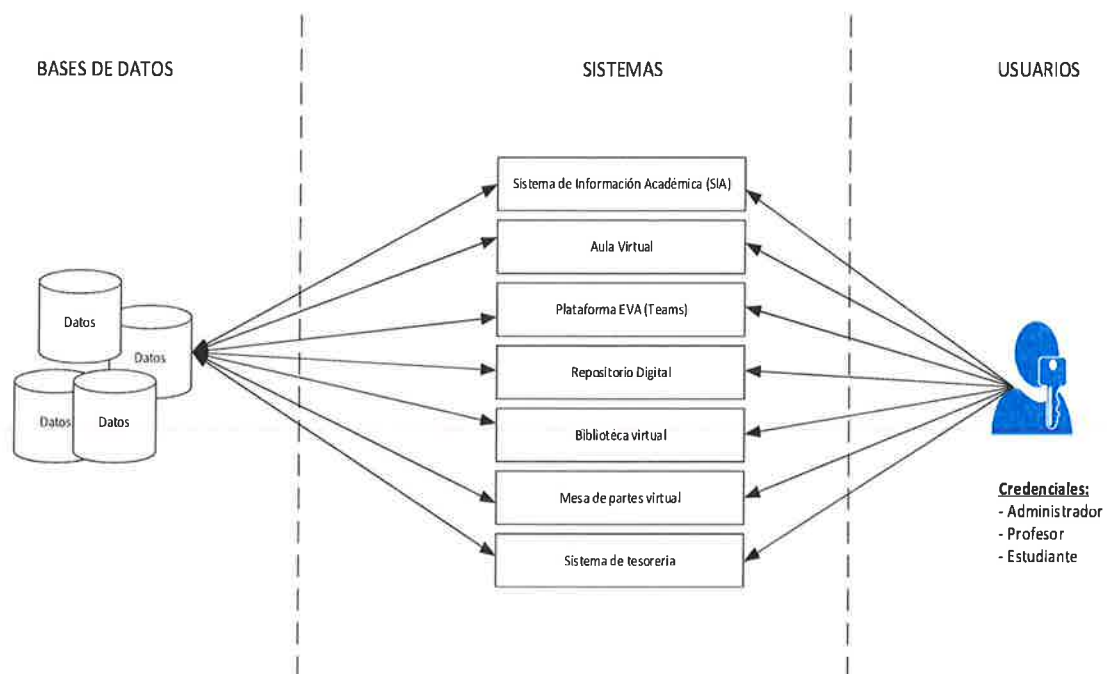 BASES DE DATOS
SISTEMAS
USUARIOS
Datos
Datos
Datos
Datos
Sistema de Información Académica (SIA)
Aula Virtual
Plataforma EVA (Teams)
Repositorio Digital
Bibliotéca virtual
Mesa de partes virtual
Sistema de tesoreria
Credenciales:
- Administrador
- Profesor
- Estudiante